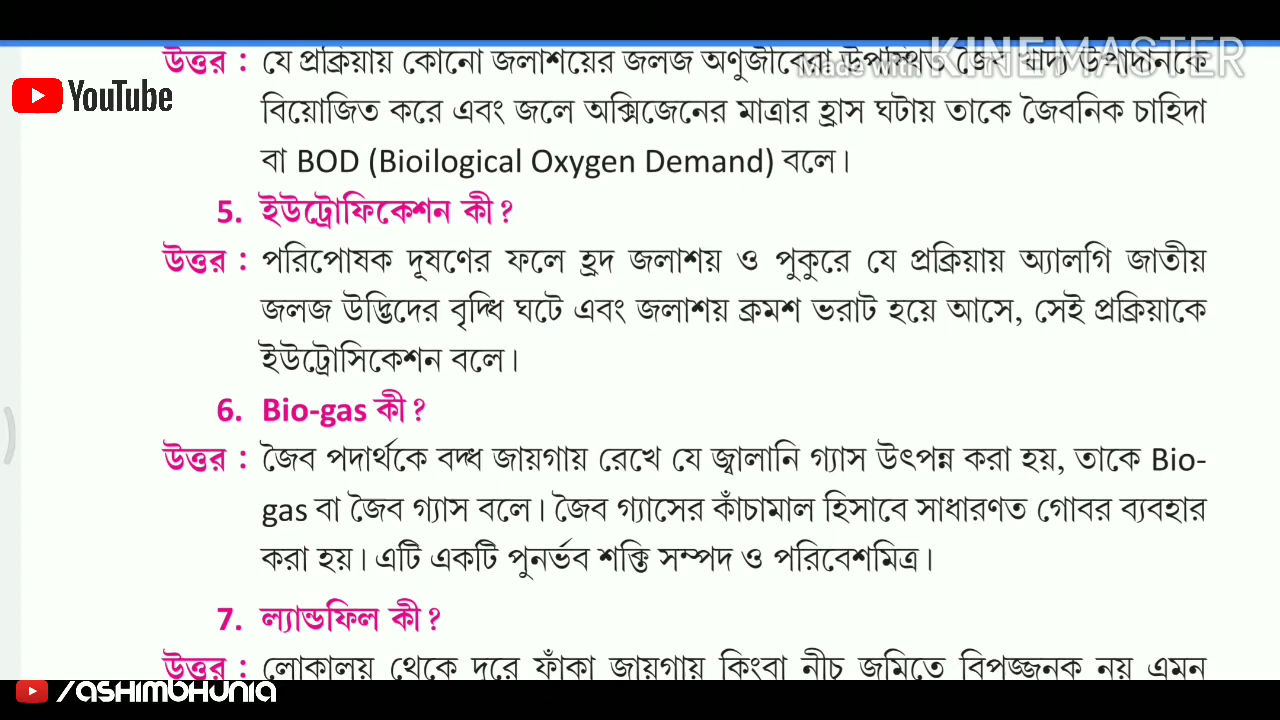 KINEMASTER
Made with
উত্তর : যে প্রক্রিয়ায় কোনো জলাশয়ের জলজ অণুজীবেরা উপস্থিত জৈব খাদ্য উপাদানকে
YouTube
বিয়োজিত করে এবং জলে অক্সিজেনের মাত্রার হ্রাস ঘটায় তাকে জৈবনিক চাহিদা
বা BOD (Bioilogical Oxygen Demand) বলে।
5. ইউট্রোফিকেশন কী?
উত্তর : পরিপোষক দূষণের ফলে হ্রদ জলাশয় ও পুকুরে যে প্রক্রিয়ায় অ্যালগি জাতীয়
জলজ উদ্ভিদের বৃদ্ধি ঘটে এবং জলাশয় ক্রমশ ভরাট হয়ে আসে, সেই প্রক্রিয়াকে
ইউট্রোসিকেশন বলে।
6. Bio-gas কী?
উত্তর : জৈব পদার্থকে বদ্ধ জায়গায় রেখে যে জ্বালানি গ্যাস উৎপন্ন করা হয়, তাকে Bio-
gas বা জৈব গ্যাস বলে। জৈব গ্যাসের কাঁচামাল হিসাবে সাধারণত গোবর ব্যবহার
করা হয়। এটি একটি পুনর্ভব শক্তি সম্পদ ও পরিবেশমিত্র।
7. ল্যান্ডফিল কী?
উত্তর : লোকালয় থেকে দূরে ফাঁকা জায়গায় কিংবা নীচু জমিতে বিপজ্জনক নয় এমন
/ASHIMBHUNIA